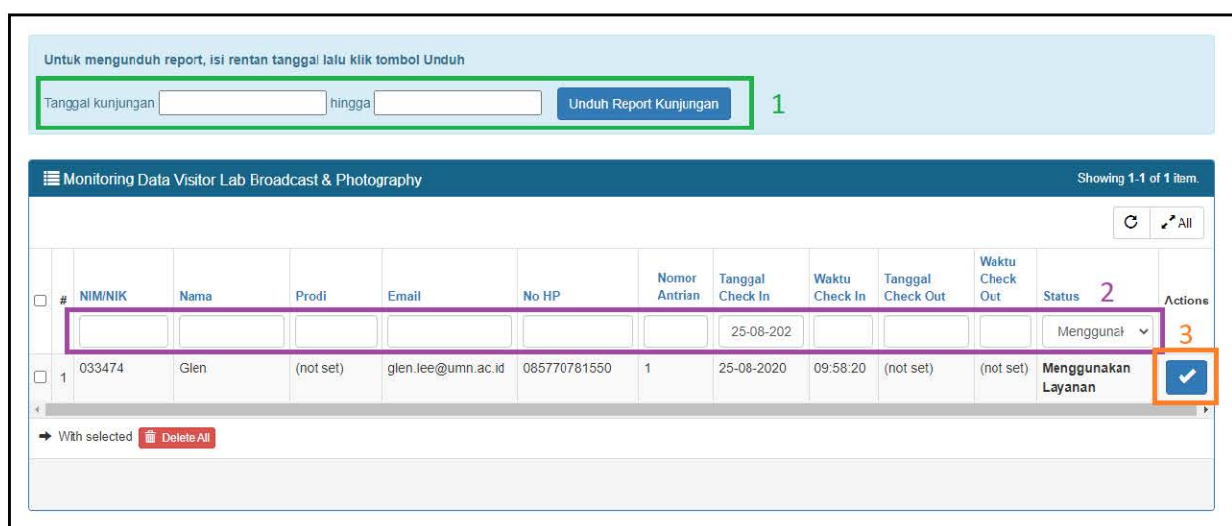 Untuk mengunduh report, isi rentan tanggal lalu klik tombol Unduh
Tanggal kunjungan hingga Unduh Report Kunjungan 1
Monitoring Data Visitor Lab Broadcast & Photography Showing 1-1 of 1 item.
All
# NIM/NIK Nama Prodi Email No HP Nomor Antrian Tanggal Check In Waktu Check In Tanggal Check Out Waktu Check Out Status 2 Actions
25-08-202 Menggunal 3
1 033474 Glen (not set) glen.lee@umn.ac.id 085770781550 1 25-08-2020 09:58:20 (not set) (not set) Menggunakan Layanan
With selected Delete All